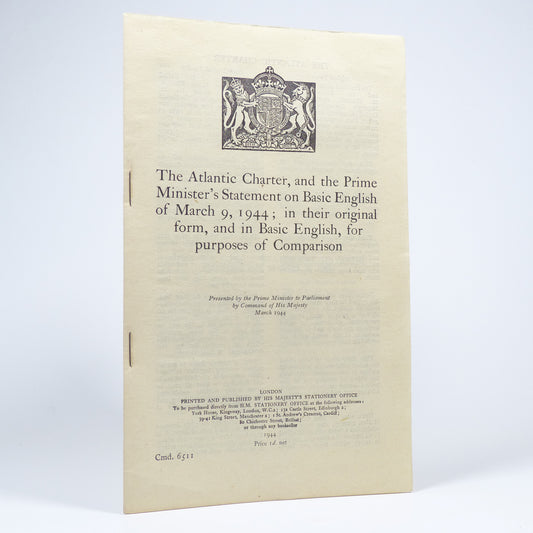 The Atlantic Charter, and the Prime
Minister's Statement on Basic English
of March 9, 1944; in their original
form, and in Basic English, for
purposes of Comparison
Presented by the Prime Minister to Parliament
by Command of His Majesty
March 1944
LONDON
PRINTED AND PUBLISHED BY HIS MAJESTY'S STATIONERY OFFICE
To be purchased directly from H.M. STATIONERY OFFICE at the following addresses:
York House, Kingsway, London, W.C.2; 13a Castle Street, Edinburgh 2;
39-41 King Street, Manchester 2; 1 St. Andrew's Crescent, Cardiff;
80 Chichester Street, Belfast;
or through any bookseller
1944
Price 1d. net
Cmd. 6511